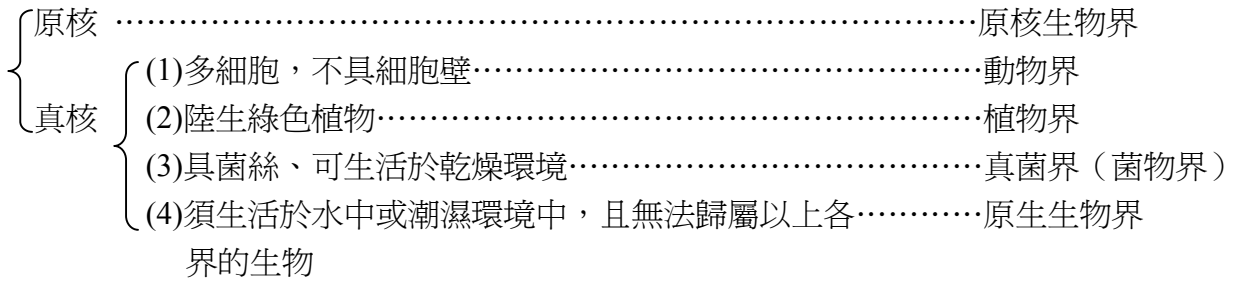 原核 ……………………………………………………………………原核生物界
(1)多細胞，不具細胞壁…………………………………………動物界
真核 (2)陸生綠色植物…………………………………………………植物界
(3)具菌絲、可生活於乾燥環境…………………………………真菌界（菌物界）
(4)須生活於水中或潮濕環境中，且無法歸屬以上各…………原生生物界
界的生物